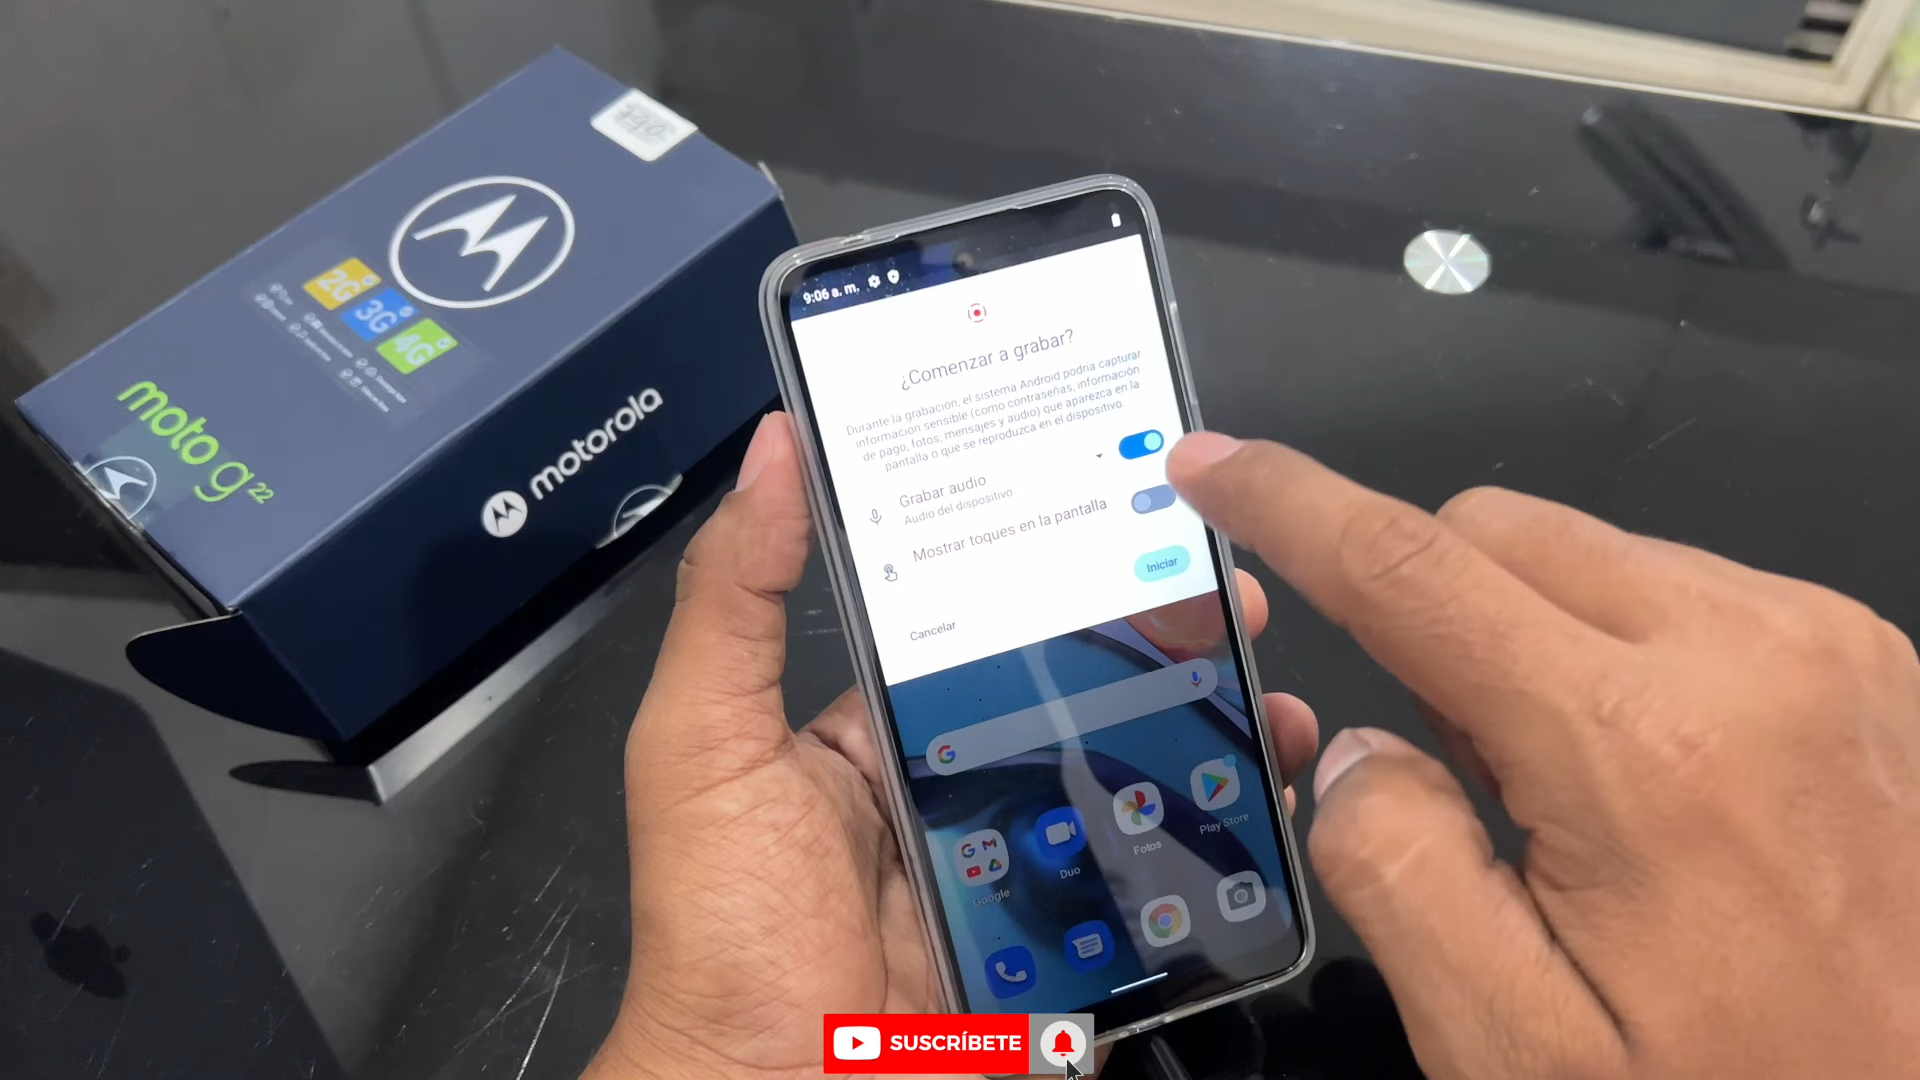 2G
3G
4G
moto g22
motorola
9:06 a. m.
¿Comenzar a grabar?
Durante la grabación, el sistema Android podría capturar
información sensible (como contraseñas, información
de pago, fotos, mensajes y audio) que aparezca en la
pantalla o que se reproduzca en el dispositivo.
Grabar audio
Audio del dispositivo
Mostrar toques en la pantalla
Iniciar
Cancelar
Google
Duo
Fotos
Play Store
SUSCRÍBETE